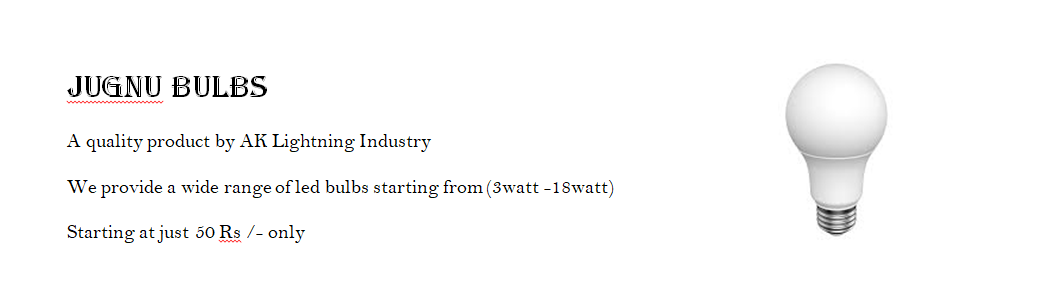 JUGNU BULBS
A quality product by AK Lightning Industry
We provide a wide range of led bulbs starting from (3watt -18watt)
Starting at just 50 Rs /- only